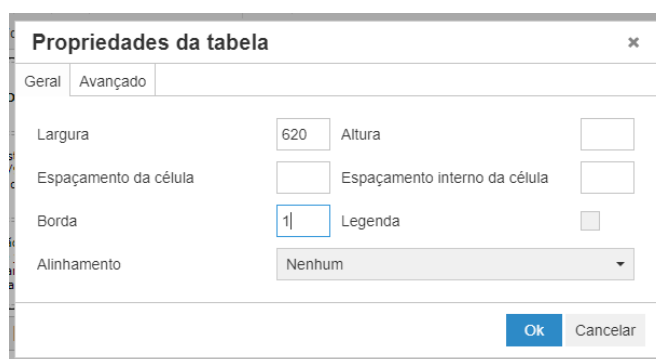 Propriedades da tabela ×
Geral Avançado
Largura 620 Altura
Espaçamento da célula Espaçamento interno da célula
Borda 1 Legenda
Alinhamento Nenhum
Ok Cancelar